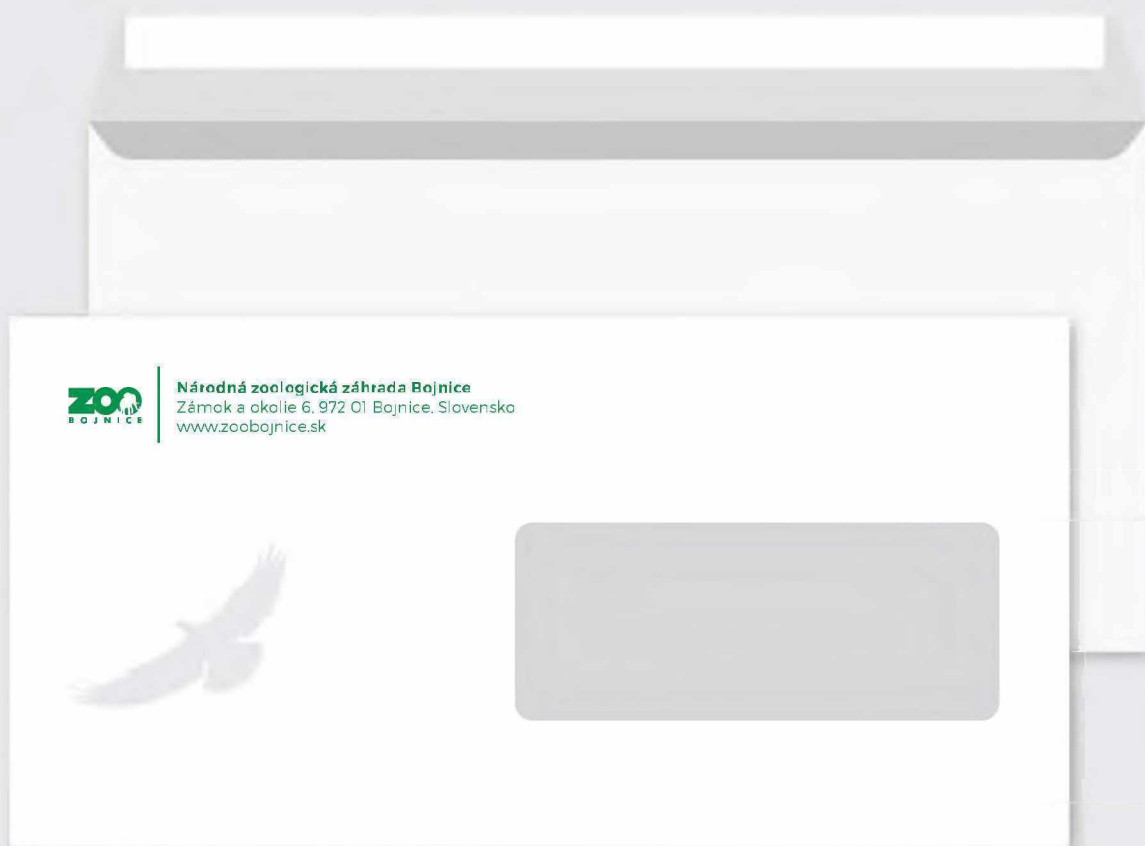 ZOO
BOJNICE
Národná zoologická záhrada Bojnice
Zámok a okolie 6, 972 01 Bojnice, Slovensko
www.zoobojnice.sk